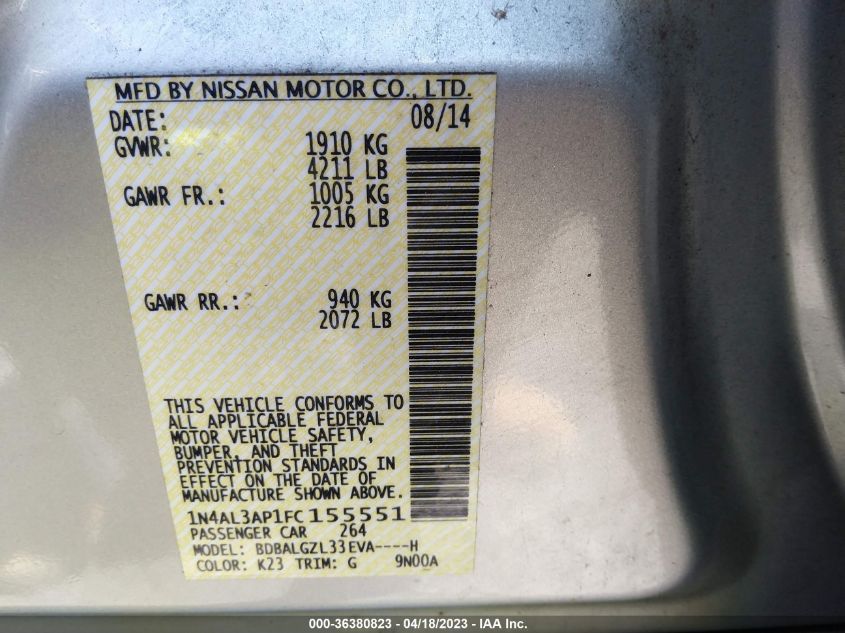 MFD BY NISSAN MOTOR CO., LTD.
DATE: 08/14
GVWR: 1910 KG
4211 LB
GAWR FR.: 1005 KG
2216 LB
GAWR RR.: 940 KG
2072 LB
THIS VEHICLE CONFORMS TO
ALL APPLICABLE FEDERAL
MOTOR VEHICLE SAFETY,
BUMPER, AND THEFT
PREVENTION STANDARDS IN
EFFECT ON THE DATE OF
MANUFACTURE SHOWN ABOVE.
1N4AL3AP1FC155551
PASSENGER CAR 264
MODEL: BDBALGZL33EVA----H
COLOR: K23 TRIM: G 9N00A
000-36380823 - 04/18/2023 - IAA Inc.